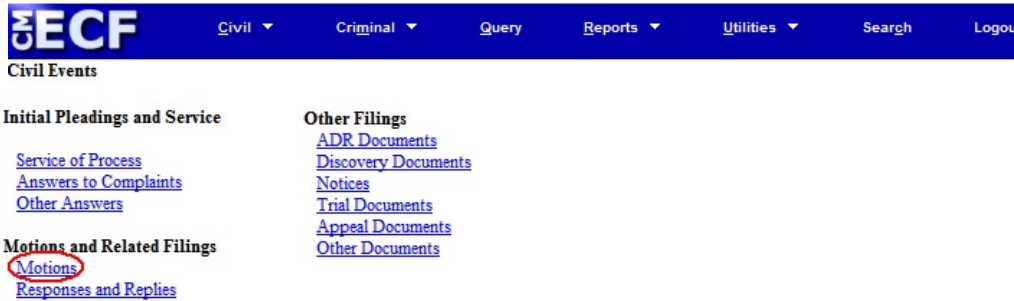 CM ECF Civil Criminal Query Reports Utilities Search Logou
Civil Events
Initial Pleadings and Service
Service of Process
Answers to Complaints
Other Answers
Motions and Related Filings
Motions
Responses and Replies
Other Filings
ADR Documents
Discovery Documents
Notices
Trial Documents
Appeal Documents
Other Documents